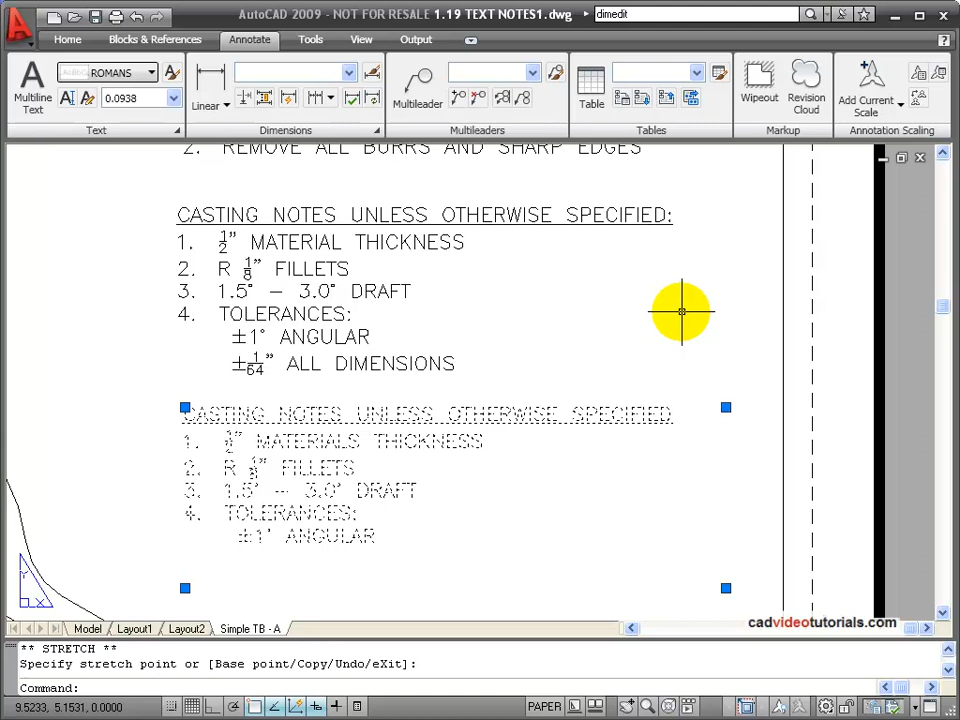 AutoCAD 2009 - NOT FOR RESALE 1.19 TEXT NOTES1.dwg
dimedit
Home Blocks & References Annotate Tools View Output
Multiline Text
ROMANS
0.0938
Linear
Multileader
Table
Wipeout
Revision Cloud
Add Current Scale
Text Dimensions Multileaders Tables Markup Annotation Scaling
2. REMOVE ALL BURRS AND SHARP EDGES
CASTING NOTES UNLESS OTHERWISE SPECIFIED:
1. 1/2" MATERIAL THICKNESS
2. R 1/8" FILLETS
3. 1.5° - 3.0° DRAFT
4. TOLERANCES:
±1° ANGULAR
±1/64" ALL DIMENSIONS
CASTING NOTES UNLESS OTHERWISE SPECIFIED
1. 1/2" MATERIALS THICKNESS
2. R 1/8" FILLETS
3. 1.5° - 3.0° DRAFT
4. TOLERANCES:
±1° ANGULAR
Y
X
cadvideotutorials.com
Model Layout1 Layout2 Simple TB - A
** STRETCH **
Specify stretch point or [Base point/Copy/Undo/eXit]:
Command:
9.5233, 5.1531, 0.0000
PAPER